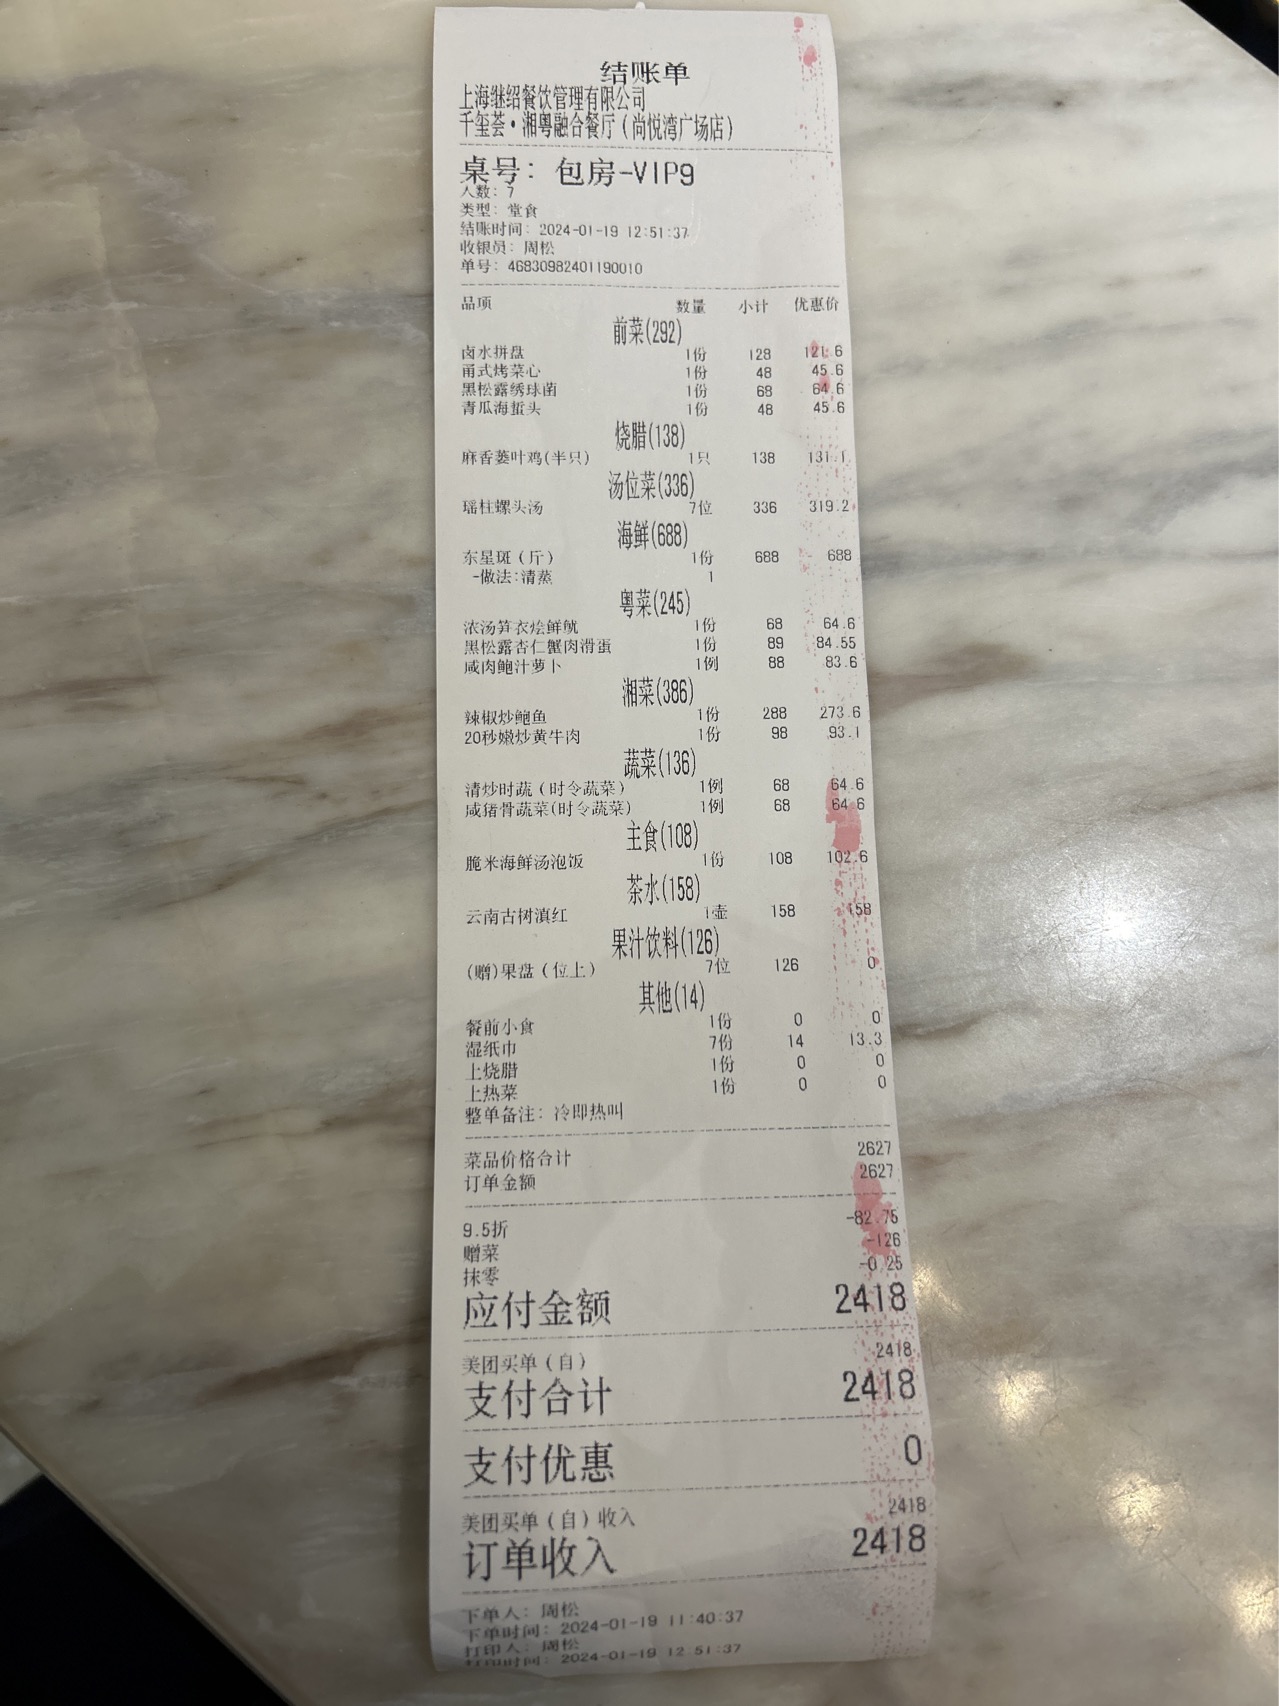 结账单
上海继绍餐饮管理有限公司
千玺荟·湘粤融合餐厅(尚悦湾广场店)
桌号: 包房-VIP9
人数: 7
类型: 堂食
结账时间: 2024-01-19 12:51:37
收银员: 周松
单号: 46830982401190010
品项 数量 小计 优惠价
前菜(292)
卤水拼盘 1份 128 121.6
甬式烤菜心 1份 48 45.6
黑松露绣球菌 1份 68 64.6
青瓜海蜇头 1份 48 45.6
烧腊(138)
麻香蒌叶鸡(半只) 1只 138 131.1
汤位菜(336)
瑶柱螺头汤 7位 336 319.2
海鲜(688)
东星斑(斤) 1份 688 688
-做法:清蒸 1
粤菜(245)
浓汤笋衣烩鲜鱿 1份 68 64.6
黑松露杏仁蟹肉滑蛋 1份 89 84.55
咸肉鲍汁萝卜 1例 88 83.6
湘菜(386)
辣椒炒鲍鱼 1份 288 273.6
20秒嫩炒黄牛肉 1份 98 93.1
蔬菜(136)
清炒时蔬(时令蔬菜) 1例 68 64.6
咸猪骨蔬菜(时令蔬菜) 1例 68 64.6
主食(108)
脆米海鲜汤泡饭 1份 108 102.6
茶水(158)
云南古树滇红 1壶 158 158
果汁饮料(126)
(赠)果盘(位上) 7位 126 0
其他(14)
餐前小食 1份 0 0
湿纸巾 7份 14 13.3
上烧腊 1份 0 0
上热菜 1份 0 0
整单备注: 冷即热叫
菜品价格合计 2627
订单金额 2627
9.5折 -82.75
赠菜 -126
抹零 -0.25
应付金额 2418
美团买单(自) 2418
支付合计 2418
支付优惠 0
美团买单(自)收入 2418
订单收入 2418
下单人: 周松
下单时间: 2024-01-19 11:40:37
打印人: 周松
打印时间: 2024-01-19 12:51:37